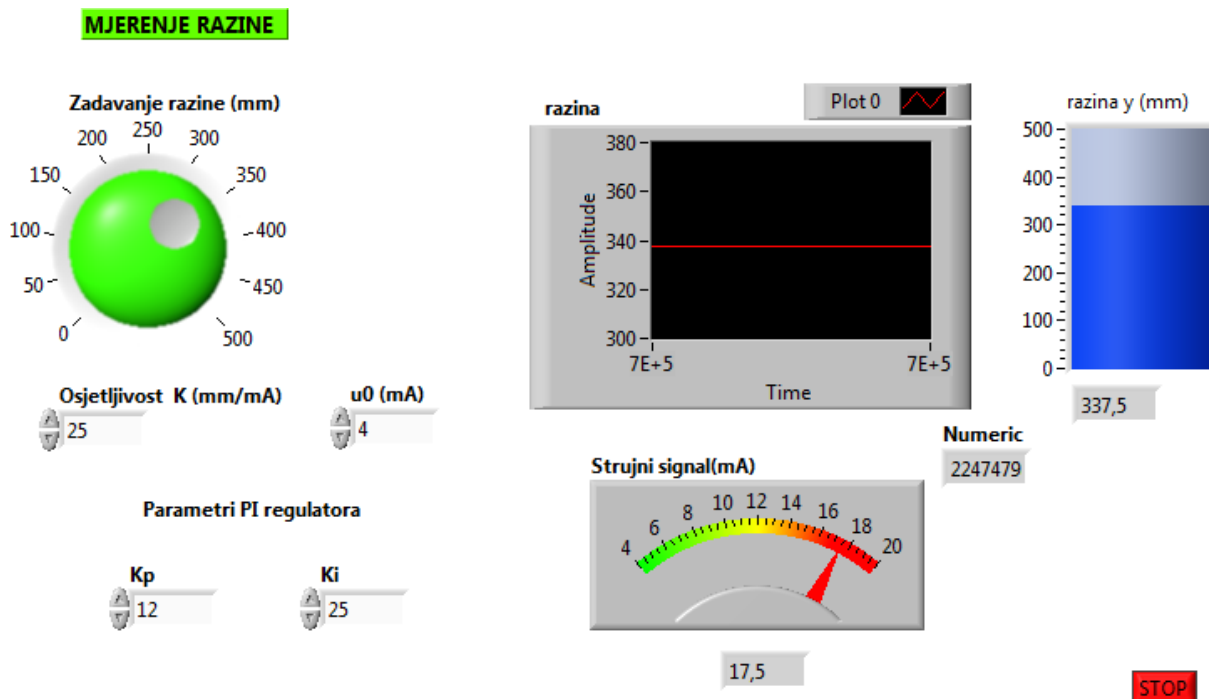 MJERENJE RAZINE
Zadavanje razine (mm)
0
50
100
150
200
250
300
350
400
450
500
Osjetljivost K (mm/mA)
25
u0 (mA)
4
Parametri PI regulatora
Kp
12
Ki
25
razina
Plot 0
Amplitude
380
360
340
320
300
7E+5
7E+5
Time
razina y (mm)
500
400
300
200
100
0
337,5
Numeric
2247479
Strujni signal(mA)
4
6
8
10
12
14
16
18
20
17,5
STOP